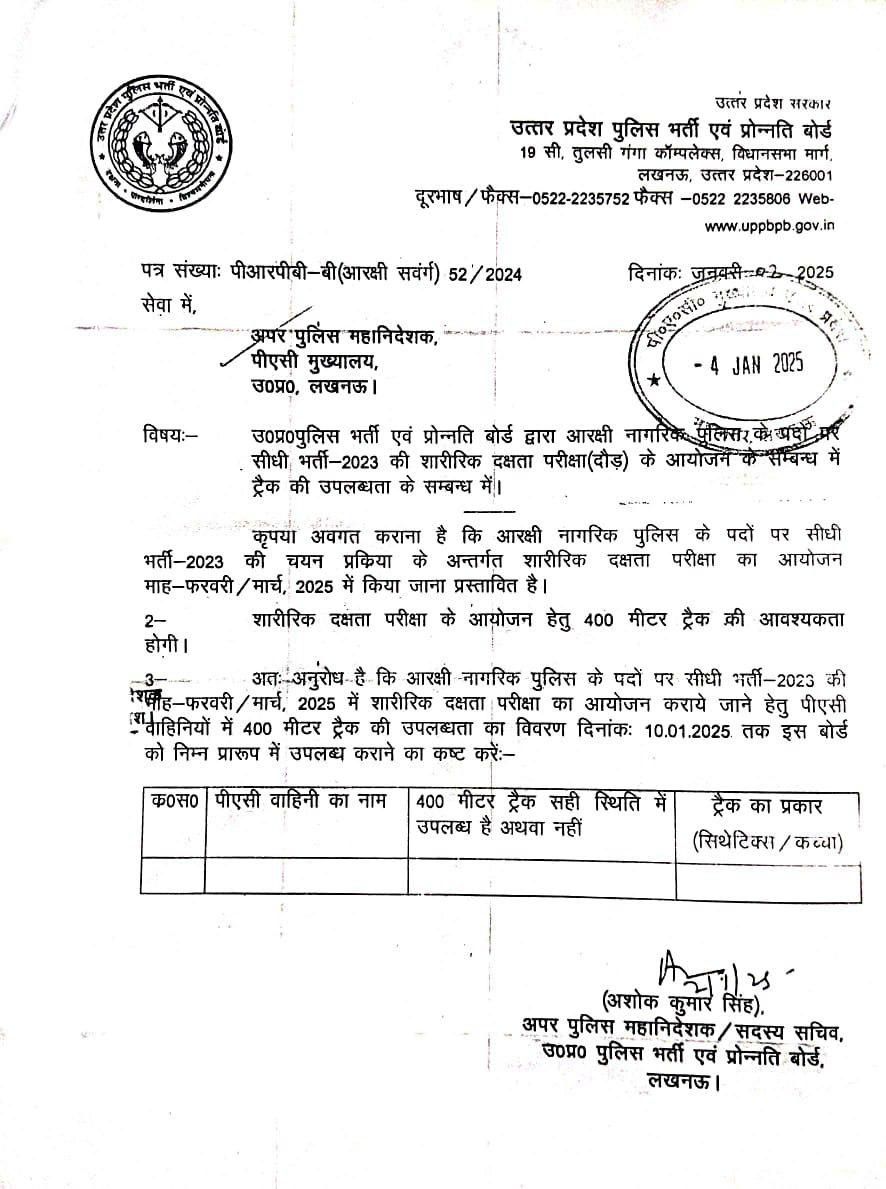 उत्तर प्रदेश पुलिस भर्ती एवं प्रोन्नति बोर्ड
उत्तर प्रदेश सरकार
उत्तर प्रदेश पुलिस भर्ती एवं प्रोन्नति बोर्ड
19 सी, तुलसी गंगा कॉम्पलेक्स, विधानसभा मार्ग,
लखनऊ, उत्तर प्रदेश–226001
दूरभाष/फैक्स–0522-2235752 फैक्स –0522 2235806 Web-
www.uppbpb.gov.in
पत्र संख्याः पीआरपीबी–बी(आरक्षी सवंर्ग) 52/2024 दिनांकः जनवरी–02 2025
सेवा में,
अपर पुलिस महानिदेशक,
पीएसी मुख्यालय,
उ0प्र0, लखनऊ।
पी०ए०सी०
- 4 JAN 2025
विषयः– उ0प्र0पुलिस भर्ती एवं प्रोन्नति बोर्ड द्वारा आरक्षी नागरिक पुलिस के पदों पर
सीधी भर्ती–2023 की शारीरिक दक्षता परीक्षा(दौड़) के आयोजन के सम्बन्ध में
ट्रैक की उपलब्धता के सम्बन्ध में।
कृपया अवगत कराना है कि आरक्षी नागरिक पुलिस के पदों पर सीधी
भर्ती–2023 की चयन प्रकिया के अन्तर्गत शारीरिक दक्षता परीक्षा का आयोजन
माह–फरवरी/मार्च, 2025 में किया जाना प्रस्तावित है।
2– शारीरिक दक्षता परीक्षा के आयोजन हेतु 400 मीटर ट्रैक की आवश्यकता
होगी।
3– अतः अनुरोध है कि आरक्षी नागरिक पुलिस के पदों पर सीधी भर्ती–2023 की
माह–फरवरी/मार्च, 2025 में शारीरिक दक्षता परीक्षा का आयोजन कराये जाने हेतु पीएसी
वाहिनियों में 400 मीटर ट्रैक की उपलब्धता का विवरण दिनांकः 10.01.2025 तक इस बोर्ड
को निम्न प्रारूप में उपलब्ध कराने का कष्ट करेंः–
क0स0 पीएसी वाहिनी का नाम 400 मीटर ट्रैक सही स्थिति में ट्रैक का प्रकार
उपलब्ध है अथवा नहीं (सिथेटिक्स/कच्चा)
(अशोक कुमार सिंह),
अपर पुलिस महानिदेशक/सदस्य सचिव,
उ0प्र0 पुलिस भर्ती एवं प्रोन्नति बोर्ड,
लखनऊ।